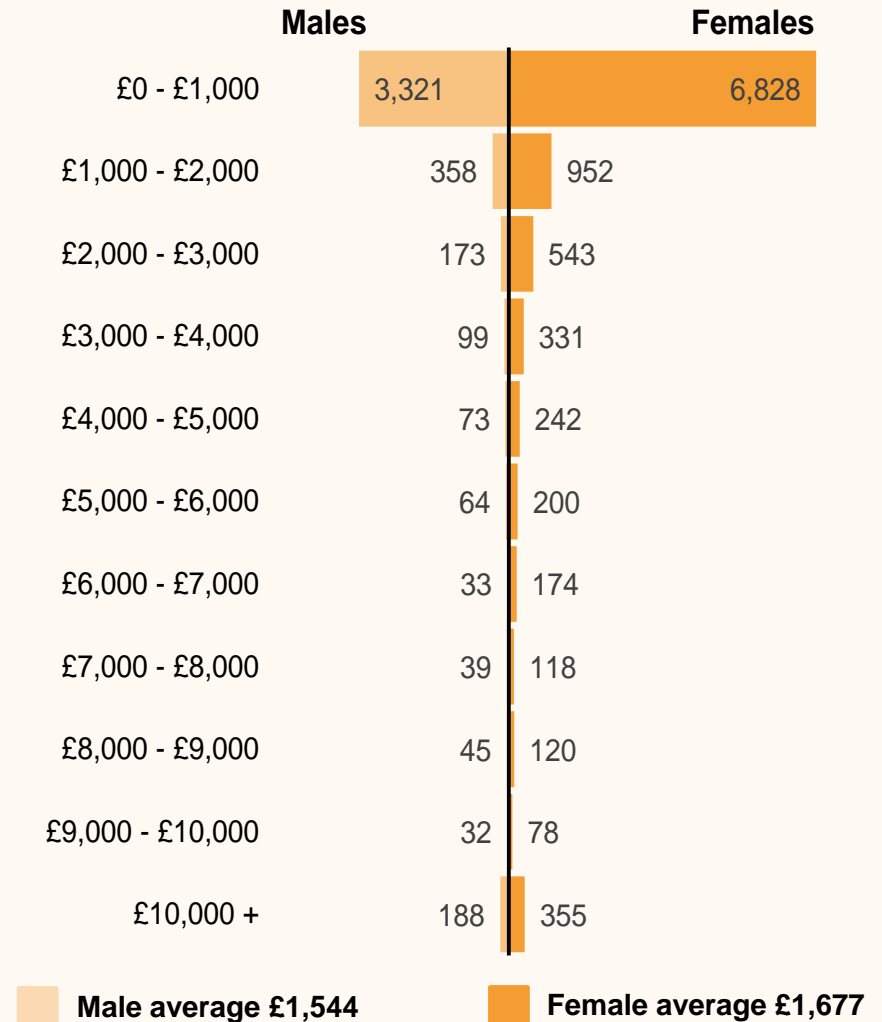 Males Females
£0 - £1,000 3,321 6,828
£1,000 - £2,000 358 952
£2,000 - £3,000 173 543
£3,000 - £4,000 99 331
£4,000 - £5,000 73 242
£5,000 - £6,000 64 200
£6,000 - £7,000 33 174
£7,000 - £8,000 39 118
£8,000 - £9,000 45 120
£9,000 - £10,000 32 78
£10,000 + 188 355
Male average £1,544 Female average £1,677